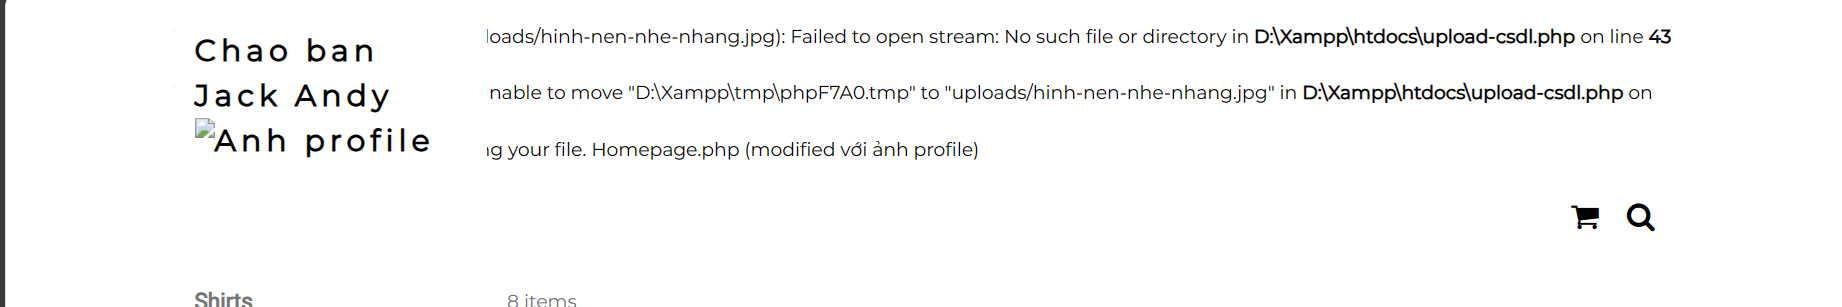 Chao ban
Jack Andy
Anh profile
loads/hinh-nen-nhe-nhang.jpg): Failed to open stream: No such file or directory in D:\Xampp\htdocs\upload-csdl.php on line 43
nable to move "D:\Xampp\tmp\phpF7A0.tmp" to "uploads/hinh-nen-nhe-nhang.jpg" in D:\Xampp\htdocs\upload-csdl.php on
ng your file. Homepage.php (modified với ảnh profile)
Shirts
8 items